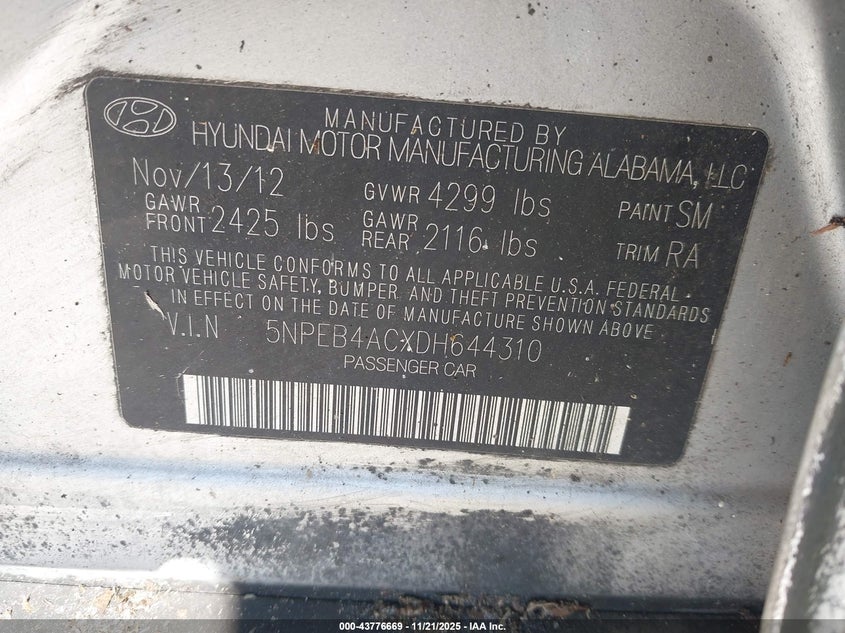 MANUFACTURED BY
HYUNDAI MOTOR MANUFACTURING ALABAMA, LLC
Nov/13/12 GVWR 4299 lbs PAINT SM
GAWR FRONT 2425 lbs GAWR REAR 2116 lbs TRIM RA
THIS VEHICLE CONFORMS TO ALL APPLICABLE U.S.A. FEDERAL
MOTOR VEHICLE SAFETY, BUMPER AND THEFT PREVENTION STANDARDS
IN EFFECT ON THE DATE OF MANUFACTURE SHOWN ABOVE
V.I.N 5NPEB4ACXDH644310
PASSENGER CAR
000-43776669 | 11/21/2025 - IAA Inc.